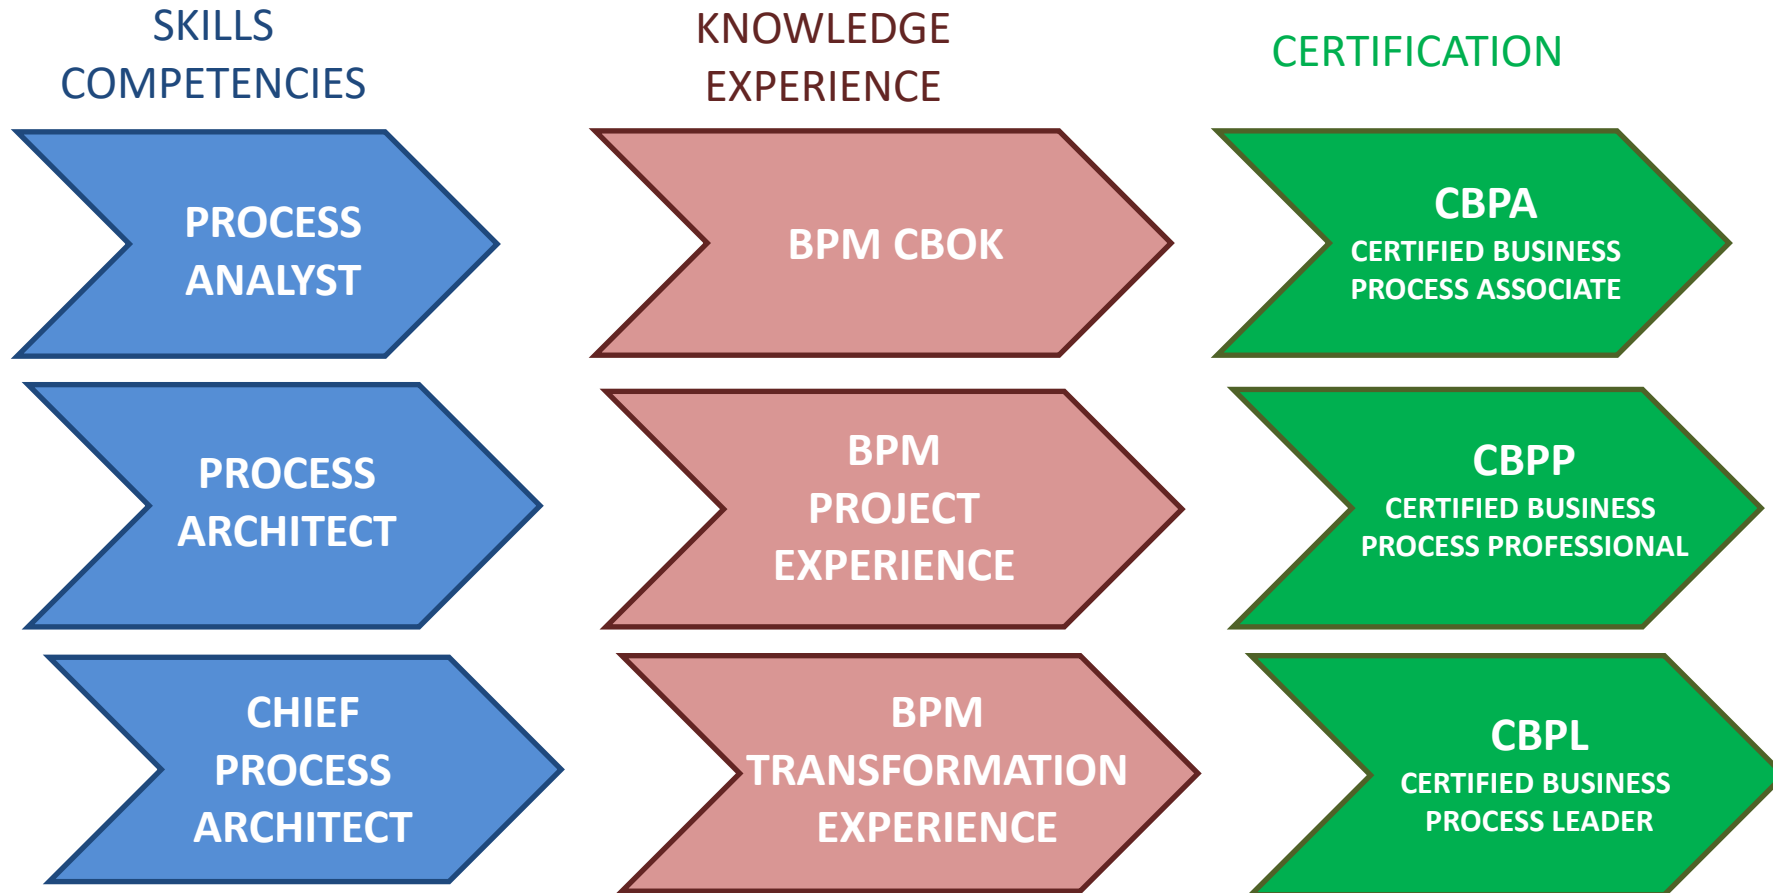 SKILLS
COMPETENCIES
KNOWLEDGE
EXPERIENCE
CERTIFICATION
PROCESS
ANALYST
BPM CBOK
CBPA
CERTIFIED BUSINESS
PROCESS ASSOCIATE
PROCESS
ARCHITECT
BPM
PROJECT
EXPERIENCE
CBPP
CERTIFIED BUSINESS
PROCESS PROFESSIONAL
CHIEF
PROCESS
ARCHITECT
BPM
TRANSFORMATION
EXPERIENCE
CBPL
CERTIFIED BUSINESS
PROCESS LEADER